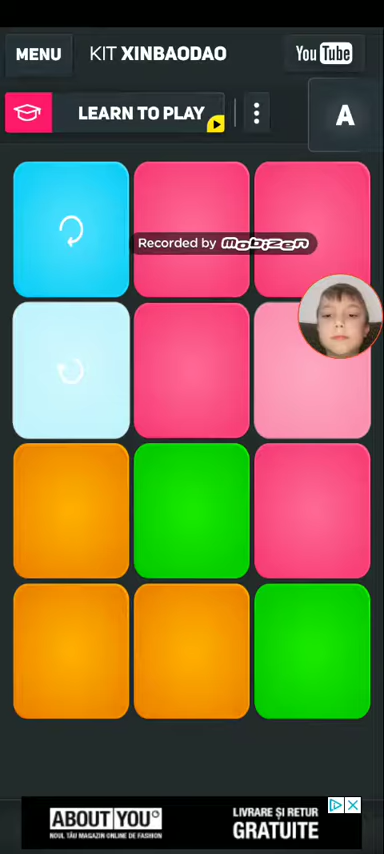 MENU
KIT XINBAODAO
YouTube
LEARN TO PLAY
A
Recorded by mobizen
ABOUT YOU°
NOUL TĂU MAGAZIN ONLINE DE FASHION
LIVRARE ȘI RETUR
GRATUITE